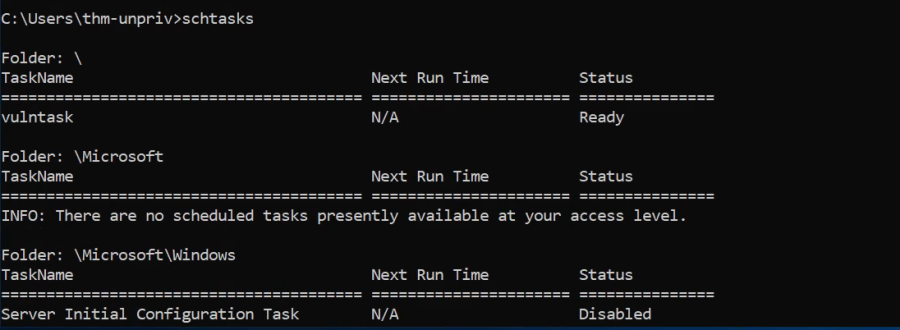 C:\Users\thm-unpriv>schtasks
Folder: \
TaskName Next Run Time Status
======================================== ====================== ===============
vulntask N/A Ready
Folder: \Microsoft
TaskName Next Run Time Status
======================================== ====================== ===============
INFO: There are no scheduled tasks presently available at your access level.
Folder: \Microsoft\Windows
TaskName Next Run Time Status
======================================== ====================== ===============
Server Initial Configuration Task N/A Disabled